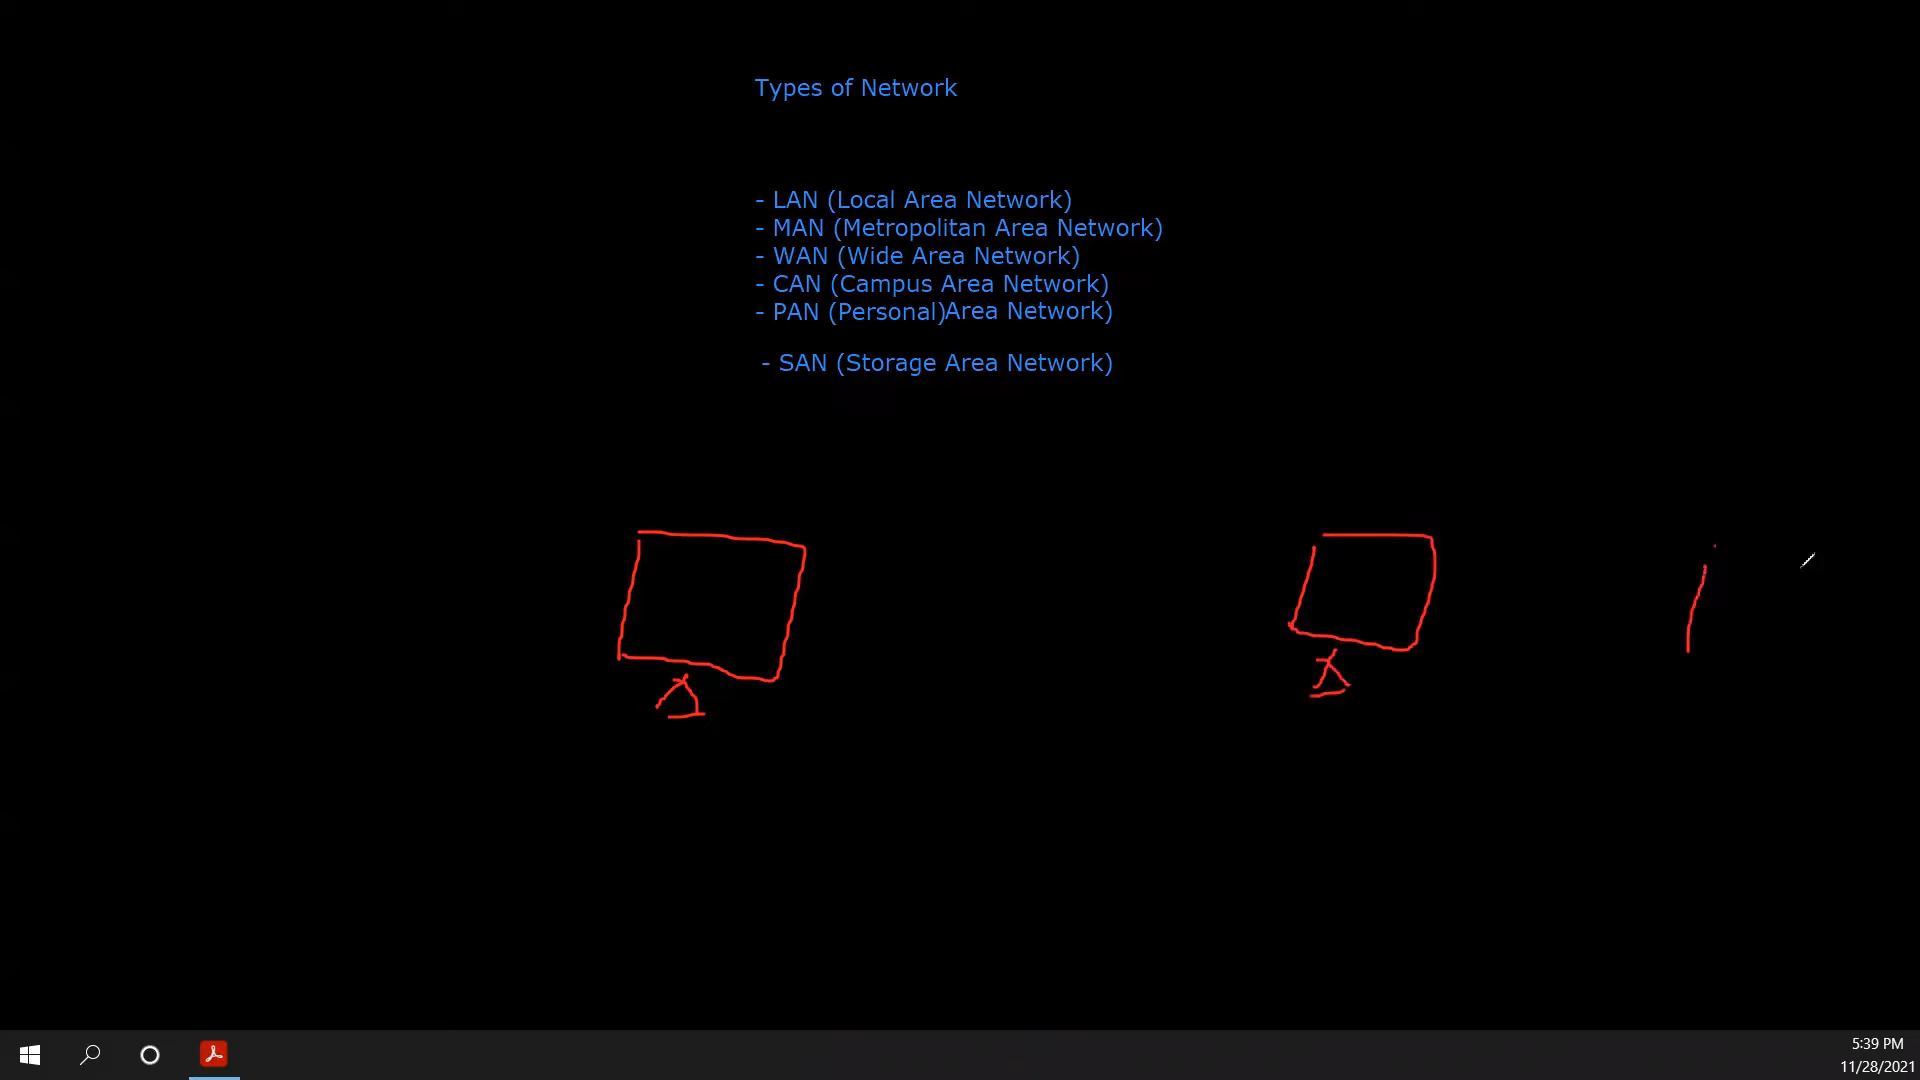 Types of Network
- LAN (Local Area Network)
- MAN (Metropolitan Area Network)
- WAN (Wide Area Network)
- CAN (Campus Area Network)
- PAN (Personal)Area Network)
- SAN (Storage Area Network)
5:39 PM
11/28/2021